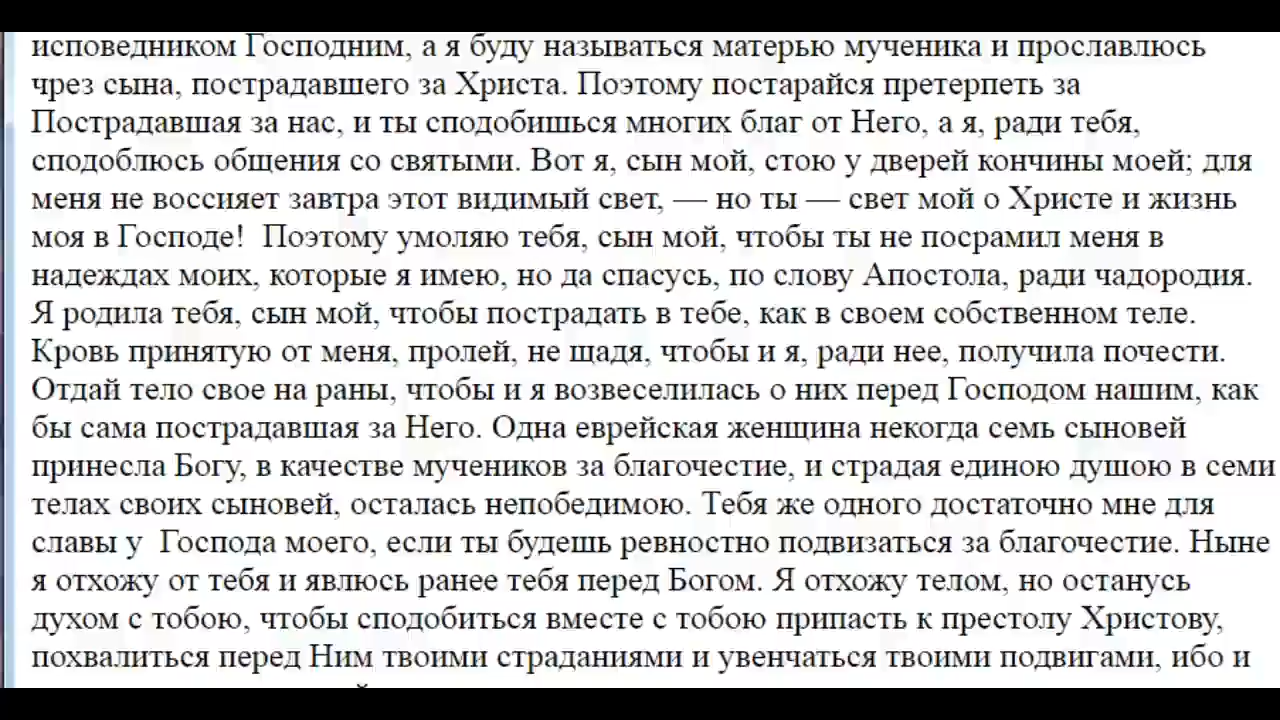 исповедником Господним, а я буду называться матерью мученика и прославлюсь
чрез сына, пострадавшего за Христа. Поэтому постарайся претерпеть за
Пострадавшая за нас, и ты сподобишься многих благ от Него, а я, ради тебя,
сподоблюсь общения со святыми. Вот я, сын мой, стою у дверей кончины моей; для
меня не воссияет завтра этот видимый свет, — но ты — свет мой о Христе и жизнь
моя в Господе!  Поэтому умоляю тебя, сын мой, чтобы ты не посрамил меня в
надеждах моих, которые я имею, но да спасусь, по слову Апостола, ради чадородия.
Я родила тебя, сын мой, чтобы пострадать в тебе, как в своем собственном теле.
Кровь принятую от меня, пролей, не щадя, чтобы и я, ради нее, получила почести.
Отдай тело свое на раны, чтобы и я возвеселилась о них перед Господом нашим, как
бы сама пострадавшая за Него. Одна еврейская женщина некогда семь сыновей
принесла Богу, в качестве мучеников за благочестие, и страдая единою душою в семи
телах своих сыновей, осталась непобедимою. Тебя же одного достаточно мне для
славы у  Господа моего, если ты будешь ревностно подвизаться за благочестие. Ныне
я отхожу от тебя и явлюсь ранее тебя перед Богом. Я отхожу телом, но останусь
духом с тобою, чтобы сподобиться вместе с тобою припасть к престолу Христову,
похвалиться перед Ним твоими страданиями и увенчаться твоими подвигами, ибо и